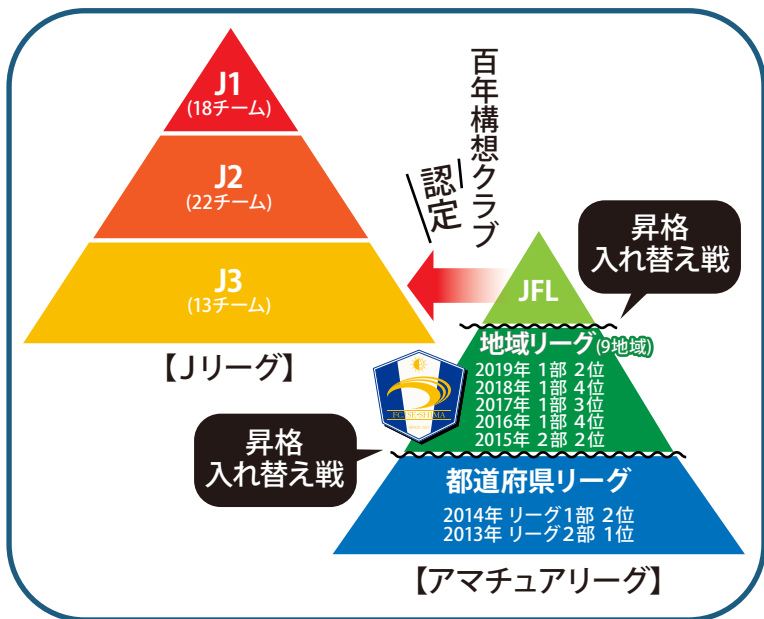 J1
(18チーム)
J2
(22チーム)
J3
(13チーム)
【Jリーグ】
百年構想クラブ
認定
昇格
入れ替え戦
JFL
地域リーグ(9地域)
2019年 1部 2位
2018年 1部 4位
2017年 1部 3位
2016年 1部 4位
2015年 2部 2位
昇格
入れ替え戦
都道府県リーグ
2014年 リーグ1部 2位
2013年 リーグ2部 1位
【アマチュアリーグ】